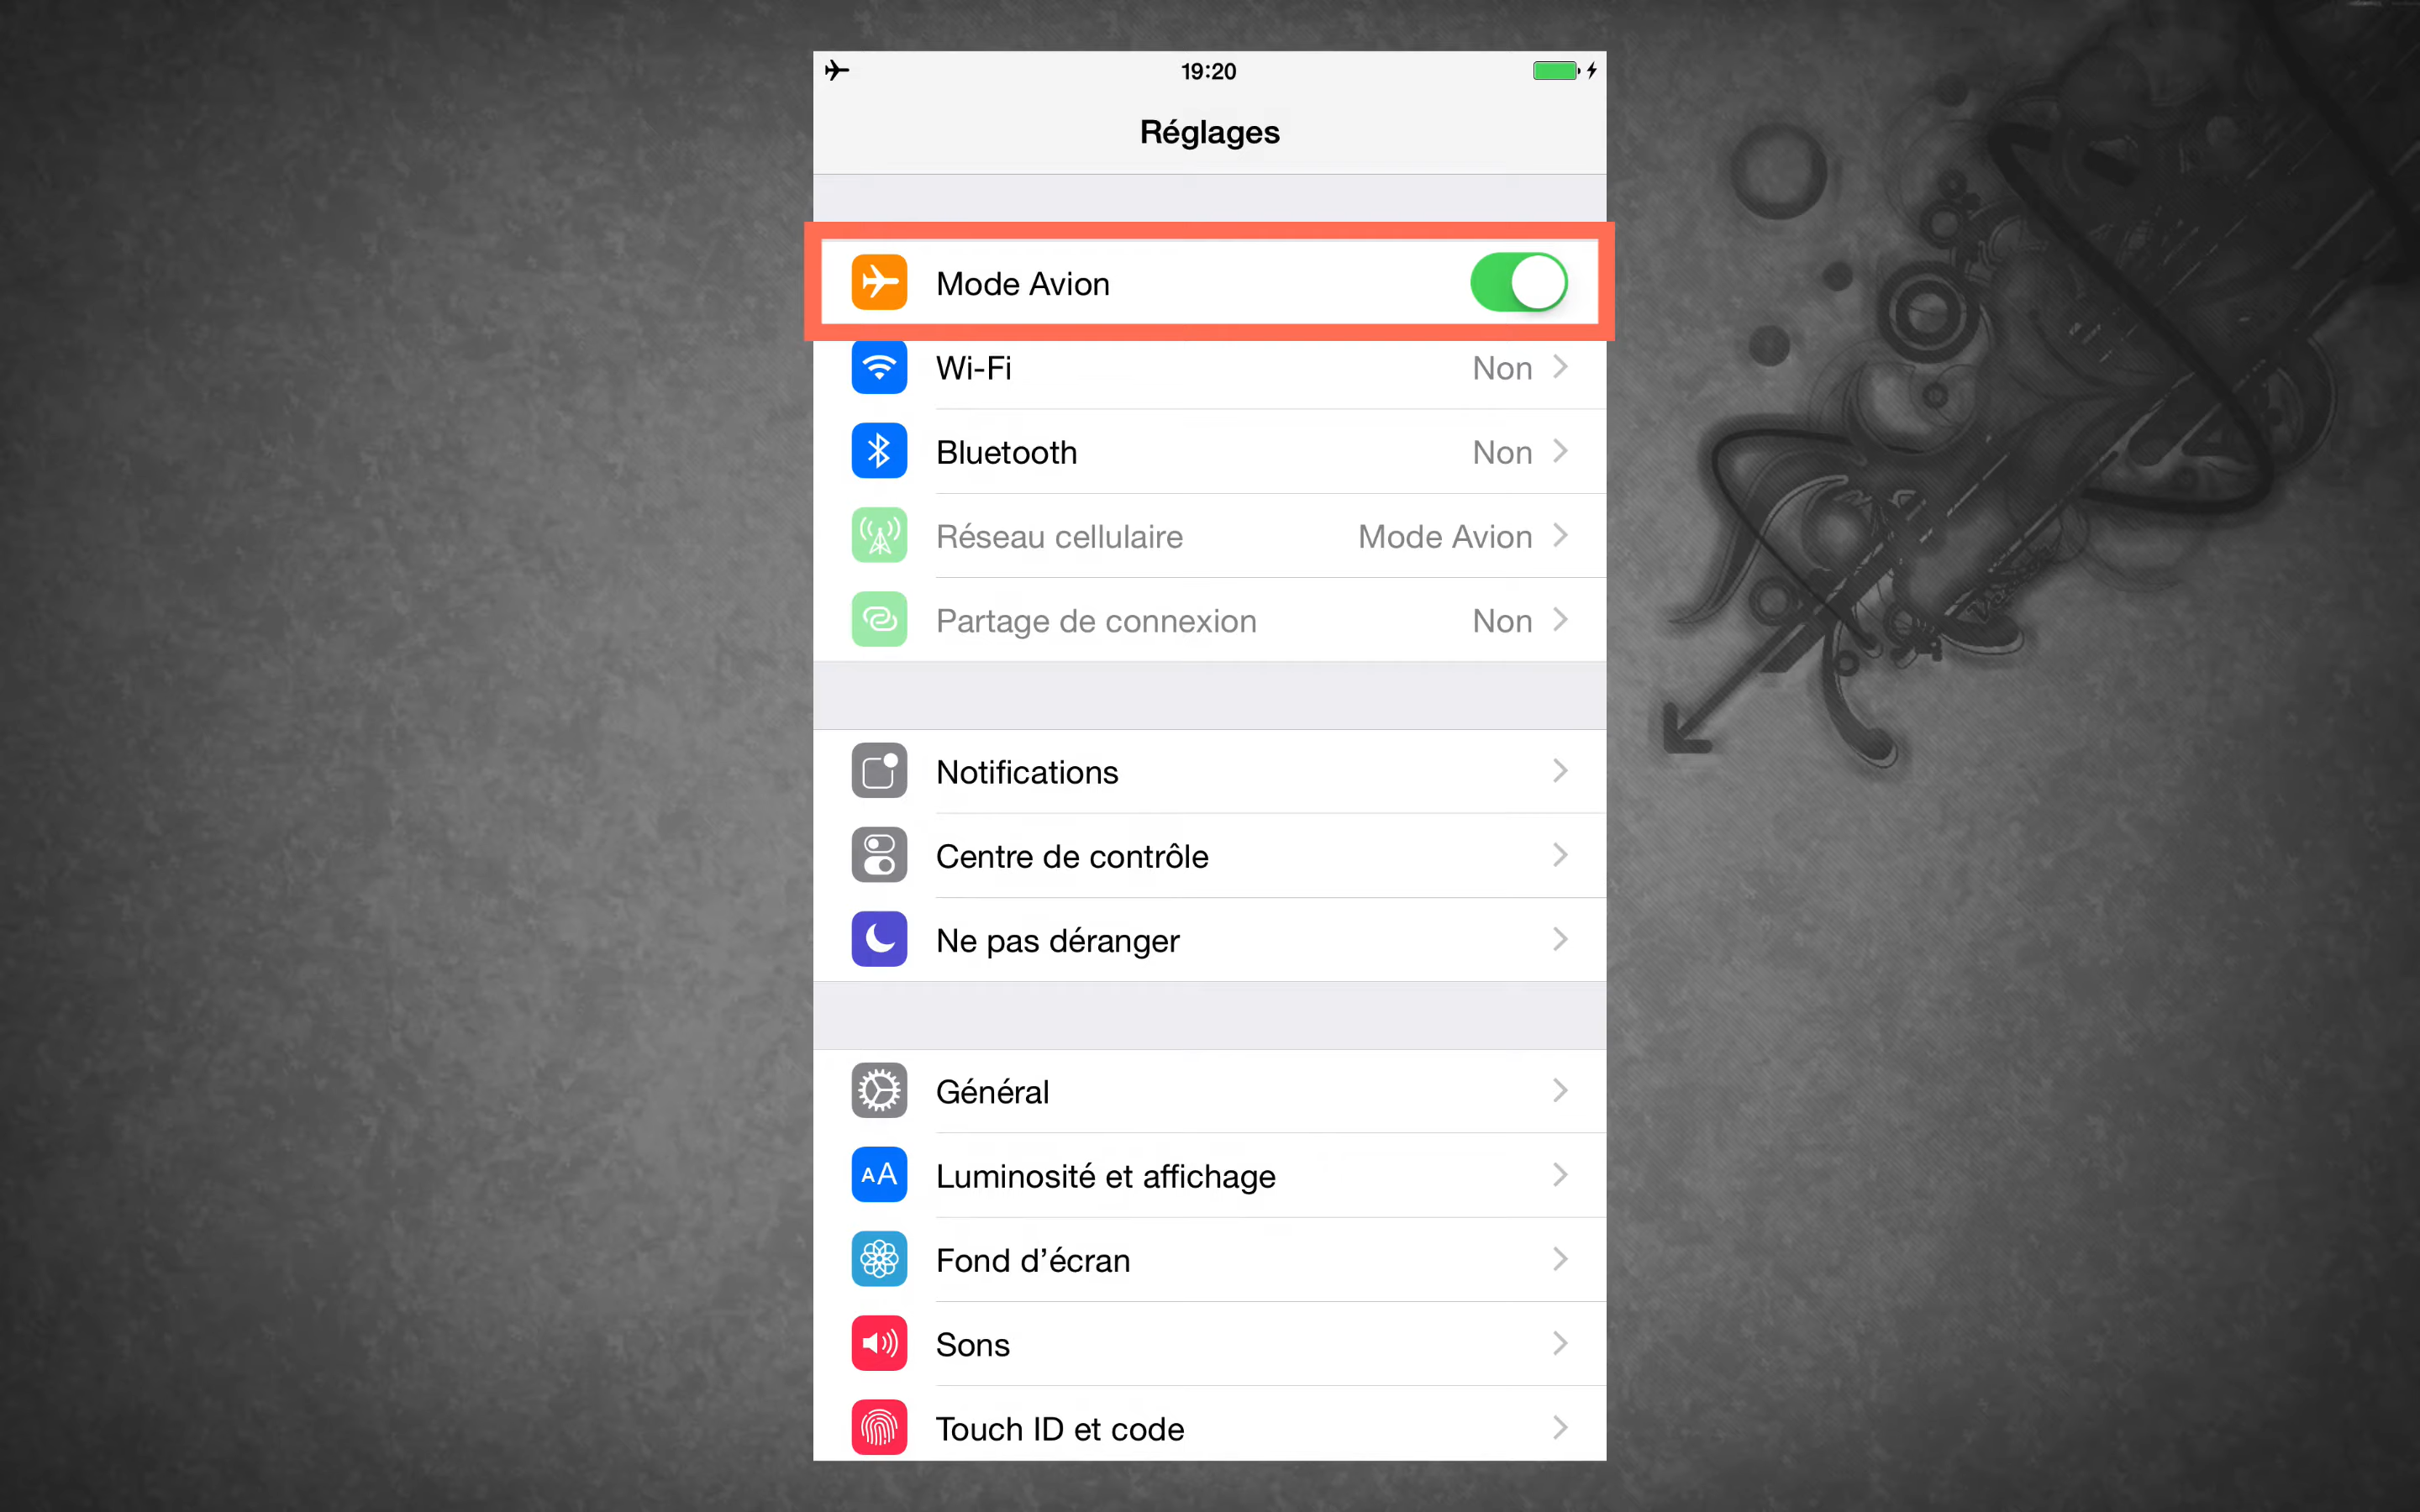 19:20
Réglages
Mode Avion
Wi-Fi Non
Bluetooth Non
Réseau cellulaire Mode Avion
Partage de connexion Non
Notifications
Centre de contrôle
Ne pas déranger
Général
AA Luminosité et affichage
Fond d’écran
Sons
Touch ID et code